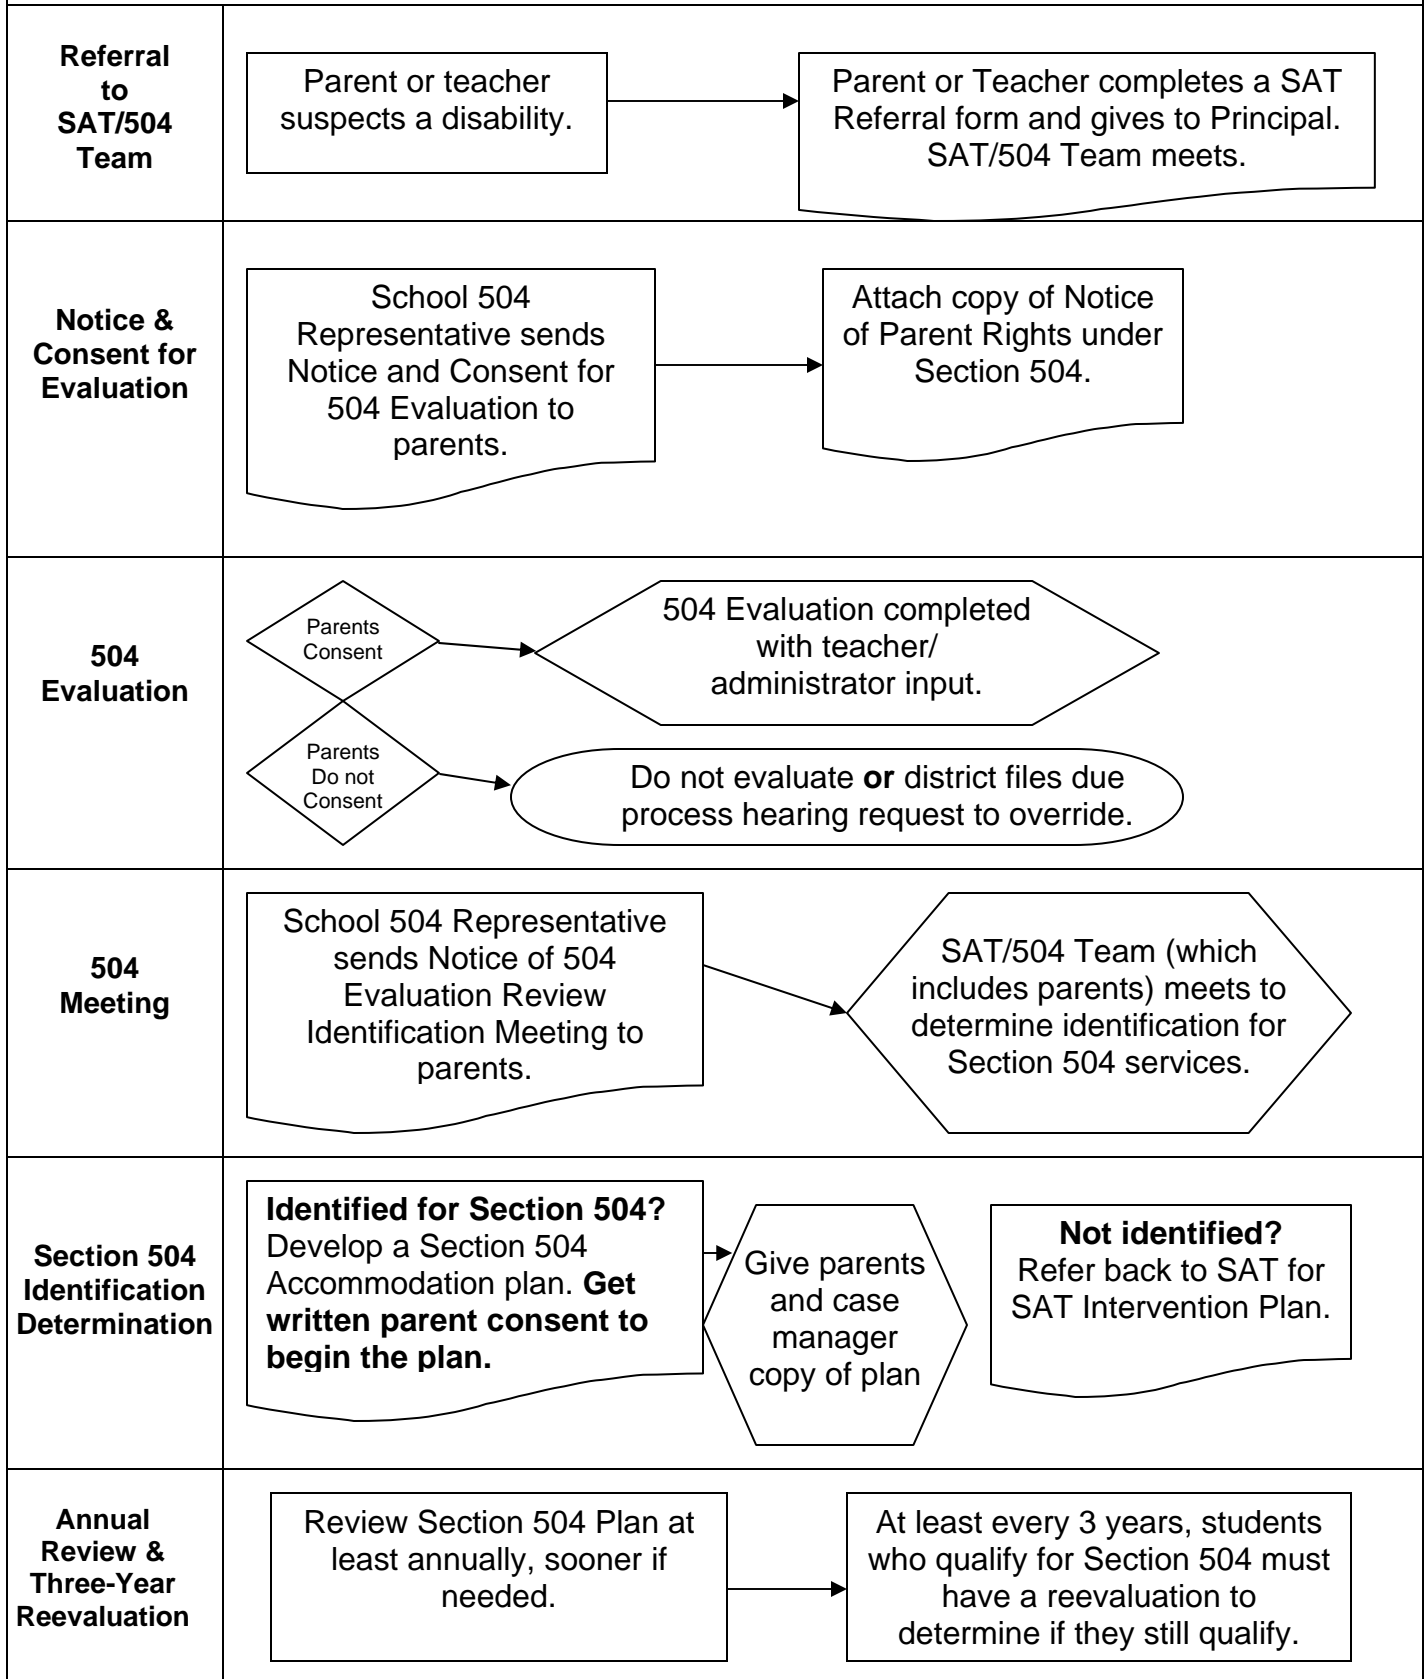 Referral
to
SAT/504
Team
Parent or teacher
suspects a disability.
Parent or Teacher completes a SAT
Referral form and gives to Principal.
SAT/504 Team meets.
Notice &
Consent for
Evaluation
School 504
Representative sends
Notice and Consent for
504 Evaluation to
parents.
Attach copy of Notice
of Parent Rights under
Section 504.
504
Evaluation
Parents
Consent
504 Evaluation completed
with teacher/
administrator input.
Parents
Do not
Consent
Do not evaluate or district files due
process hearing request to override.
504
Meeting
School 504 Representative
sends Notice of 504
Evaluation Review
Identification Meeting to
parents.
SAT/504 Team (which
includes parents) meets to
determine identification for
Section 504 services.
Section 504
Identification
Determination
Identified for Section 504?
Develop a Section 504
Accommodation plan. Get
written parent consent to
begin the plan.
Give parents
and case
manager
copy of plan
Not identified?
Refer back to SAT for
SAT Intervention Plan.
Annual
Review &
Three-Year
Reevaluation
Review Section 504 Plan at
least annually, sooner if
needed.
At least every 3 years, students
who qualify for Section 504 must
have a reevaluation to
determine if they still qualify.